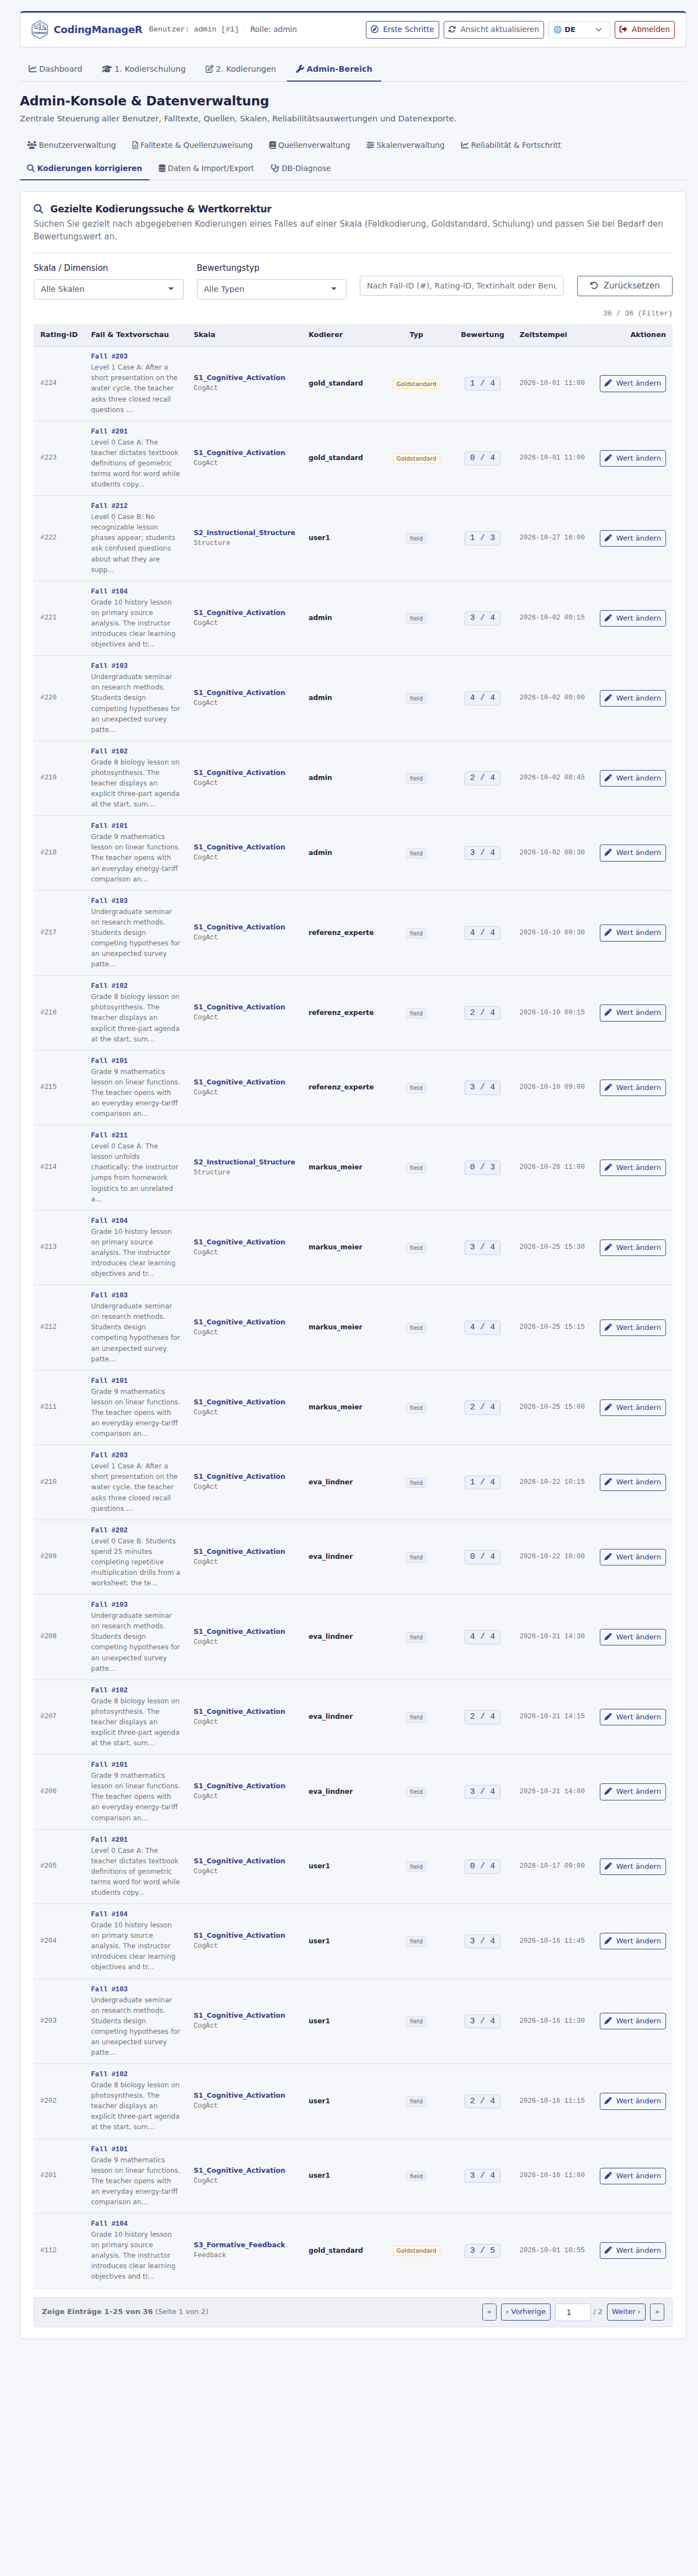 CodingManageR Benutzer: admin [#1] · Rolle: admin Erste Schritte Ansicht aktualisieren 🌐 DE Abmelden
Dashboard 1. Kodierschulung 2. Kodierungen Admin-Bereich
Admin-Konsole & Datenverwaltung
Zentrale Steuerung aller Benutzer, Falltexte, Quellen, Skalen, Reliabilitätsauswertungen und Datenexporte.
Benutzerverwaltung Falltexte & Quellenzuweisung Quellenverwaltung Skalenverwaltung Reliabilität & Fortschritt
Kodierungen korrigieren Daten & Import/Export DB-Diagnose
Gezielte Kodierungssuche & Wertkorrektur
Suchen Sie gezielt nach abgegebenen Kodierungen eines Falles auf einer Skala (Feldkodierung, Goldstandard, Schulung) und passen Sie bei Bedarf den
Bewertungswert an.
Skala / Dimension Bewertungstyp
Alle Skalen Alle Typen Nach Fall-ID (#), Rating-ID, Textinhalt oder Benu Zurücksetzen
36 / 36 (Filter)
Rating-ID Fall & Textvorschau Skala Kodierer Typ Bewertung Zeitstempel Aktionen
Fall #203
Level 1 Case A: After a
short presentation on the
water cycle, the teacher
asks three closed recall
questions ...
#224 S1_Cognitive_Activation CogAct gold_standard Goldstandard 1 / 4 2026-10-01 11:00 Wert ändern
Fall #201
Level 0 Case A: The
teacher dictates textbook
definitions of geometric
terms word for word while
students copy...
#223 S1_Cognitive_Activation CogAct gold_standard Goldstandard 0 / 4 2026-10-01 11:00 Wert ändern
Fall #212
Level 0 Case B: No
recognizable lesson
phases appear; students
ask confused questions
about what they are
supp...
#222 S2_Instructional_Structure Structure user1 field 1 / 3 2026-10-27 16:00 Wert ändern
Fall #104
Grade 10 history lesson
on primary source
analysis. The instructor
introduces clear learning
objectives and tr...
#221 S1_Cognitive_Activation CogAct admin field 3 / 4 2026-10-02 09:15 Wert ändern
Fall #103
Undergraduate seminar
on research methods.
Students design
competing hypotheses for
an unexpected survey
patte...
#220 S1_Cognitive_Activation CogAct admin field 4 / 4 2026-10-02 09:00 Wert ändern
Fall #102
Grade 8 biology lesson on
photosynthesis. The
teacher displays an
explicit three-part agenda
at the start, sum...
#219 S1_Cognitive_Activation CogAct admin field 2 / 4 2026-10-02 08:45 Wert ändern
Fall #101
Grade 9 mathematics
lesson on linear functions.
The teacher opens with
an everyday energy-tariff
comparison an...
#218 S1_Cognitive_Activation CogAct admin field 3 / 4 2026-10-02 08:30 Wert ändern
Fall #103
Undergraduate seminar
on research methods.
Students design
competing hypotheses for
an unexpected survey
patte...
#217 S1_Cognitive_Activation CogAct referenz_experte field 4 / 4 2026-10-10 09:30 Wert ändern
Fall #102
Grade 8 biology lesson on
photosynthesis. The
teacher displays an
explicit three-part agenda
at the start, sum...
#216 S1_Cognitive_Activation CogAct referenz_experte field 2 / 4 2026-10-10 09:15 Wert ändern
Fall #101
Grade 9 mathematics
lesson on linear functions.
The teacher opens with
an everyday energy-tariff
comparison an...
#215 S1_Cognitive_Activation CogAct referenz_experte field 3 / 4 2026-10-10 09:00 Wert ändern
Fall #211
Level 0 Case A: The
lesson unfolds
chaotically; the instructor
jumps from homework
logistics to an unrelated
a...
#214 S2_Instructional_Structure Structure markus_meier field 0 / 3 2026-10-26 11:00 Wert ändern
Fall #104
Grade 10 history lesson
on primary source
analysis. The instructor
introduces clear learning
objectives and tr...
#213 S1_Cognitive_Activation CogAct markus_meier field 3 / 4 2026-10-25 15:30 Wert ändern
Fall #103
Undergraduate seminar
on research methods.
Students design
competing hypotheses for
an unexpected survey
patte...
#212 S1_Cognitive_Activation CogAct markus_meier field 4 / 4 2026-10-25 15:15 Wert ändern
Fall #101
Grade 9 mathematics
lesson on linear functions.
The teacher opens with
an everyday energy-tariff
comparison an...
#211 S1_Cognitive_Activation CogAct markus_meier field 2 / 4 2026-10-25 15:00 Wert ändern
Fall #203
Level 1 Case A: After a
short presentation on the
water cycle, the teacher
asks three closed recall
questions ...
#210 S1_Cognitive_Activation CogAct eva_lindner field 1 / 4 2026-10-22 10:15 Wert ändern
Fall #202
Level 0 Case B: Students
spend 25 minutes
completing repetitive
multiplication drills from a
worksheet; the te...
#209 S1_Cognitive_Activation CogAct eva_lindner field 0 / 4 2026-10-22 10:00 Wert ändern
Fall #103
Undergraduate seminar
on research methods.
Students design
competing hypotheses for
an unexpected survey
patte...
#208 S1_Cognitive_Activation CogAct eva_lindner field 4 / 4 2026-10-21 14:30 Wert ändern
Fall #102
Grade 8 biology lesson on
photosynthesis. The
teacher displays an
explicit three-part agenda
at the start, sum...
#207 S1_Cognitive_Activation CogAct eva_lindner field 2 / 4 2026-10-21 14:15 Wert ändern
Fall #101
Grade 9 mathematics
lesson on linear functions.
The teacher opens with
an everyday energy-tariff
comparison an...
#206 S1_Cognitive_Activation CogAct eva_lindner field 3 / 4 2026-10-21 14:00 Wert ändern
Fall #201
Level 0 Case A: The
teacher dictates textbook
definitions of geometric
terms word for word while
students copy...
#205 S1_Cognitive_Activation CogAct user1 field 0 / 4 2026-10-17 09:00 Wert ändern
Fall #104
Grade 10 history lesson
on primary source
analysis. The instructor
introduces clear learning
objectives and tr...
#204 S1_Cognitive_Activation CogAct user1 field 3 / 4 2026-10-16 11:45 Wert ändern
Fall #103
Undergraduate seminar
on research methods.
Students design
competing hypotheses for
an unexpected survey
patte...
#203 S1_Cognitive_Activation CogAct user1 field 3 / 4 2026-10-16 11:30 Wert ändern
Fall #102
Grade 8 biology lesson on
photosynthesis. The
teacher displays an
explicit three-part agenda
at the start, sum...
#202 S1_Cognitive_Activation CogAct user1 field 2 / 4 2026-10-16 11:15 Wert ändern
Fall #101
Grade 9 mathematics
lesson on linear functions.
The teacher opens with
an everyday energy-tariff
comparison an...
#201 S1_Cognitive_Activation CogAct user1 field 3 / 4 2026-10-16 11:00 Wert ändern
Fall #104
Grade 10 history lesson
on primary source
analysis. The instructor
introduces clear learning
objectives and tr...
#112 S3_Formative_Feedback Feedback gold_standard Goldstandard 3 / 5 2026-10-01 10:55 Wert ändern
Zeige Einträge 1–25 von 36 (Seite 1 von 2) « ‹ Vorherige 1 / 2 Weiter › »